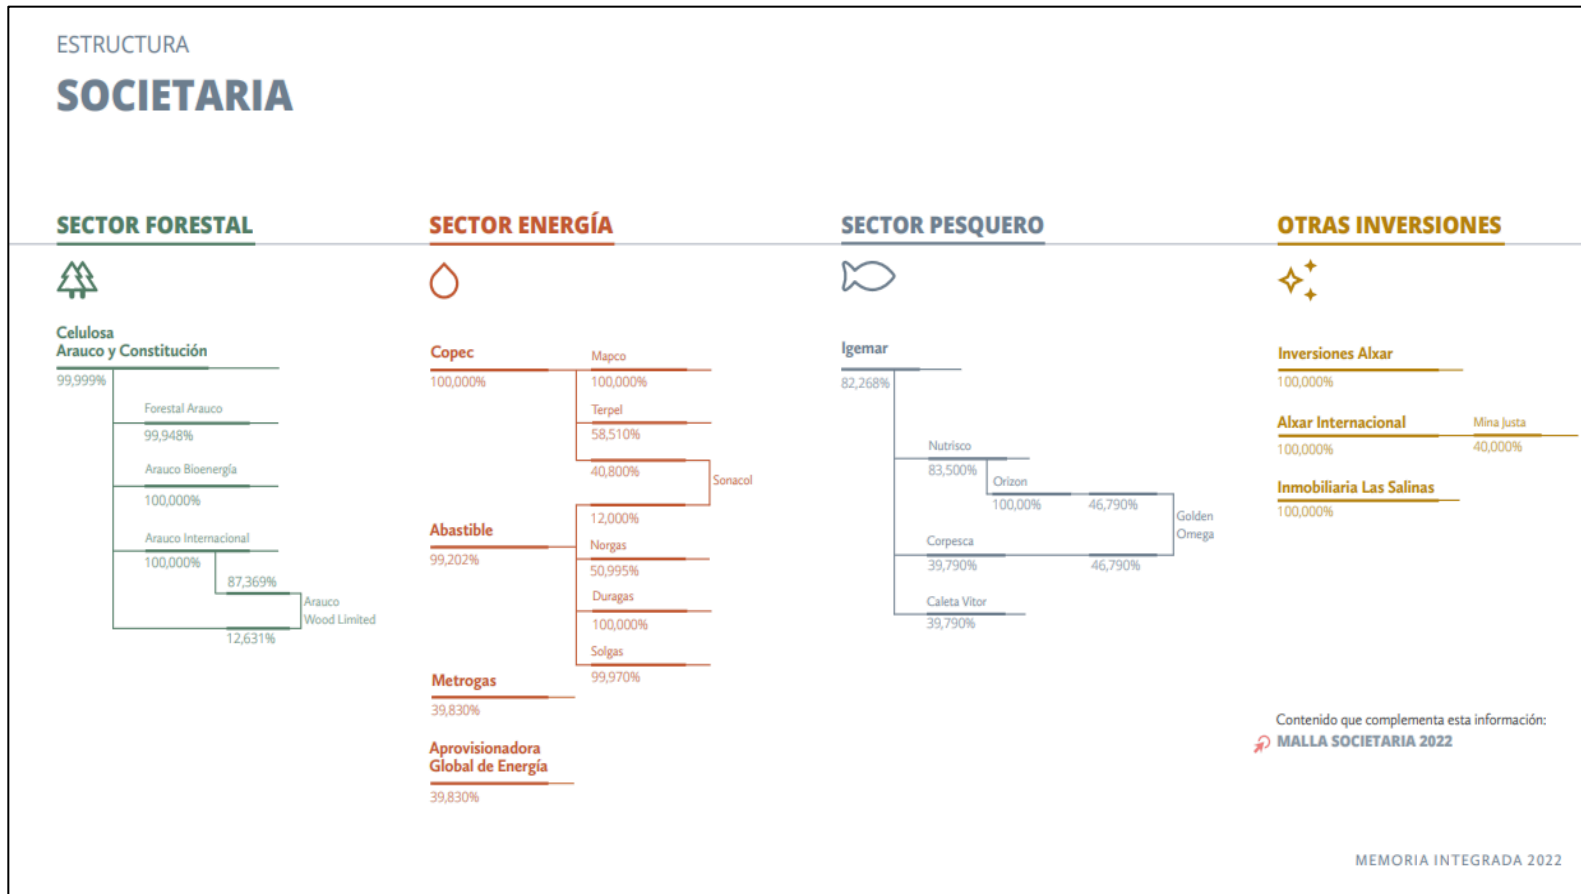 ESTRUCTURA
SOCIETARIA
SECTOR FORESTAL
Celulosa
Arauco y Constitución
99,999%
Forestal Arauco
99,948%
Arauco Bioenergía
100,000%
Arauco Internacional
100,000%
87,369%
Arauco
Wood Limited
12,631%
SECTOR ENERGÍA
Copec
100,000%
Mapco
100,000%
Terpel
58,510%
40,800%
Sonacol
12,000%
Abastible
99,202%
Norgas
50,995%
Duragas
100,000%
Solgas
99,970%
Metrogas
39,830%
Aprovisionadora
Global de Energía
39,830%
SECTOR PESQUERO
Igemar
82,268%
Nutrisco
83,500%
Orizon
100,00%
46,790%
Golden
Omega
Corpesca
39,790%
46,790%
Caleta Vitor
39,790%
OTRAS INVERSIONES
Inversiones Alxar
100,000%
Alxar Internacional
100,000%
Mina Justa
40,000%
Inmobiliaria Las Salinas
100,000%
Contenido que complementa esta información:
MALLA SOCIETARIA 2022
MEMORIA INTEGRADA 2022